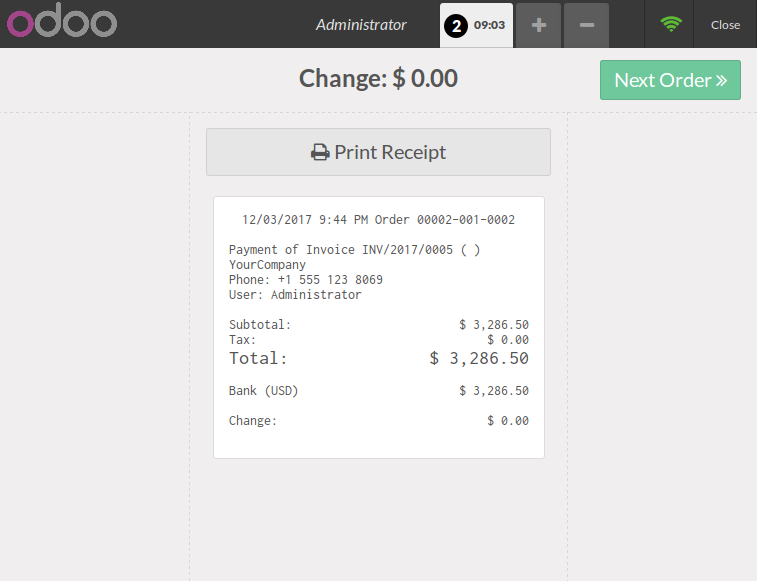 odoo
Administrator
2 09:03
Close
Change: $ 0.00
Next Order
Print Receipt
12/03/2017 9:44 PM Order 00002-001-0002
Payment of Invoice INV/2017/0005 ( )
YourCompany
Phone: +1 555 123 8069
User: Administrator
Subtotal: $ 3,286.50
Tax: $ 0.00
Total: $ 3,286.50
Bank (USD) $ 3,286.50
Change: $ 0.00